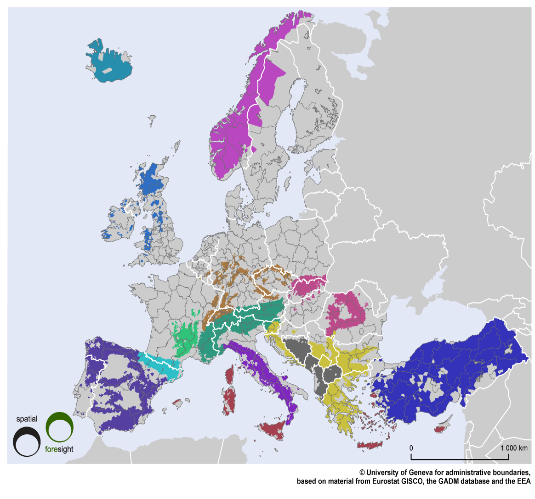 spatial
foresight
0 1 000 km
© University of Geneva for administrative boundaries,
based on material from Eurostat GISCO, the GADM database and the EEA